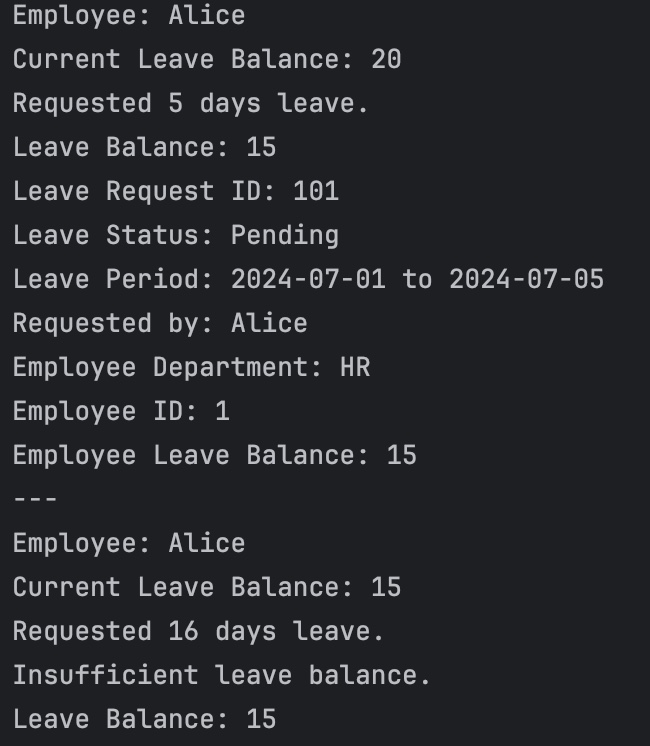 Employee: Alice
Current Leave Balance: 20
Requested 5 days leave.
Leave Balance: 15
Leave Request ID: 101
Leave Status: Pending
Leave Period: 2024-07-01 to 2024-07-05
Requested by: Alice
Employee Department: HR
Employee ID: 1
Employee Leave Balance: 15
---
Employee: Alice
Current Leave Balance: 15
Requested 16 days leave.
Insufficient leave balance.
Leave Balance: 15